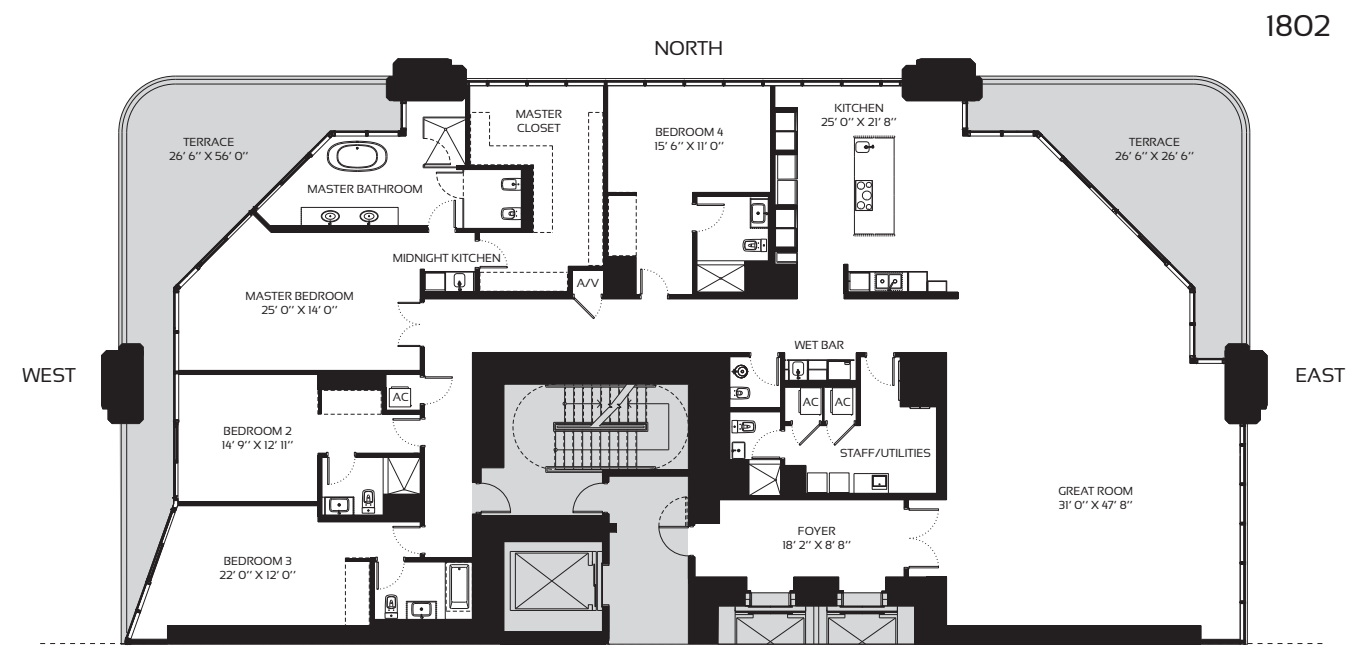 1802
NORTH
TERRACE
26’ 6’’ X 56’ 0’’
MASTER
CLOSET
BEDROOM 4
15’ 6’’ X 11’ 0’’
KITCHEN
25’ 0’’ X 21’ 8’’
TERRACE
26’ 6’’ X 26’ 6’’
MASTER BATHROOM
MIDNIGHT KITCHEN
A/V
MASTER BEDROOM
25’ 0’’ X 14’ 0’’
WET BAR
WEST
EAST
AC
AC
AC
BEDROOM 2
14’ 9’’ X 12’ 11’’
STAFF/UTILITIES
GREAT ROOM
31’ 0’’ X 47’ 8’’
FOYER
18’ 2’’ X 8’ 8’’
BEDROOM 3
22’ 0’’ X 12’ 0’’